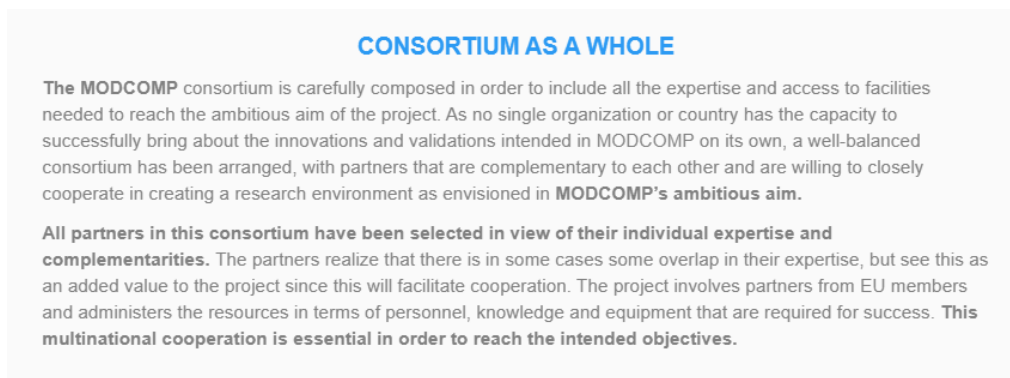 CONSORTIUM AS A WHOLE
The MODCOMP consortium is carefully composed in order to include all the expertise and access to facilities
needed to reach the ambitious aim of the project. As no single organization or country has the capacity to
successfully bring about the innovations and validations intended in MODCOMP on its own, a well-balanced
consortium has been arranged, with partners that are complementary to each other and are willing to closely
cooperate in creating a research environment as envisioned in MODCOMP’s ambitious aim.
All partners in this consortium have been selected in view of their individual expertise and
complementarities. The partners realize that there is in some cases some overlap in their expertise, but see this as
an added value to the project since this will facilitate cooperation. The project involves partners from EU members
and administers the resources in terms of personnel, knowledge and equipment that are required for success. This
multinational cooperation is essential in order to reach the intended objectives.